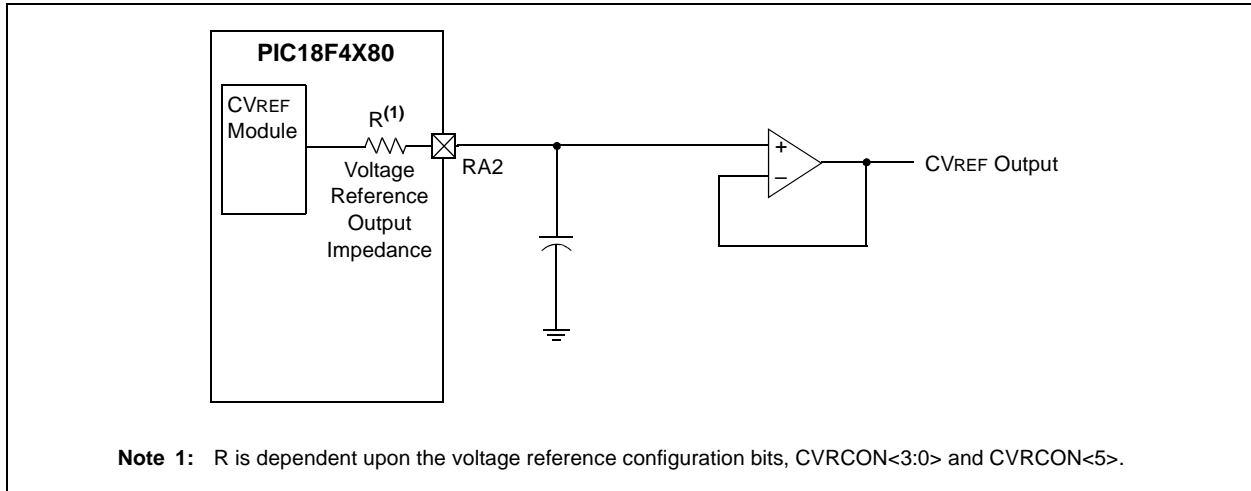 PIC18F4X80
CVREF
Module
R(1)
Voltage
Reference
Output
Impedance
RA2
+
–
CVREF Output
Note 1: R is dependent upon the voltage reference configuration bits, CVRCON<3:0> and CVRCON<5>.